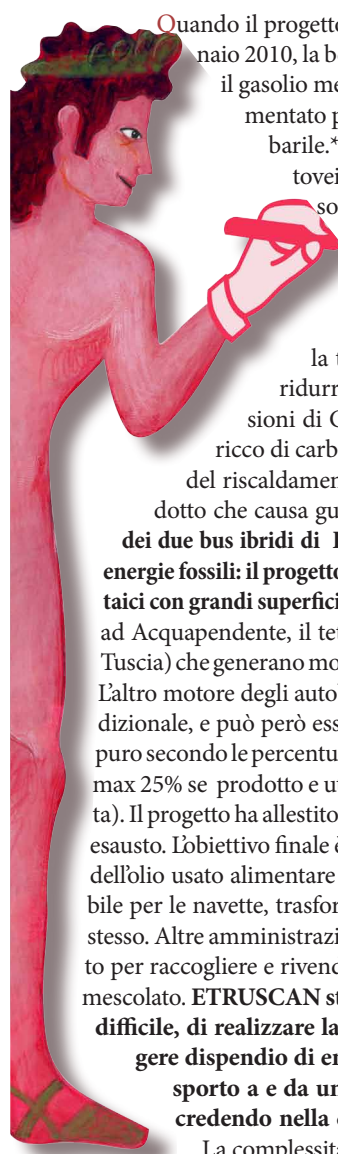 Quando il progetto
naio 2010, la be
il gasolio me
mentato p
barile.*
tovei
so
la t
ridurr
sioni di C
ricco di carb
del riscaldamen
dotto che causa gu
dei due bus ibridi di
energie fossili: il progetto
taici con grandi superfici
ad Acquapendente, il tet
Tuscia) che generano mo
L’altro motore degli autob
dizionale, e può però ess
puro secondo le percentu
max 25% se prodotto e ut
ta). Il progetto ha allestito
esausto. L’obiettivo finale è
dell’olio usato alimentare
bile per le navette, trasfor
stesso. Altre amministrazi
to per raccogliere e rivend
mescolato. ETRUSCAN st
difficile, di realizzare la
gere dispendio di en
sporto a e da un
credendo nella
La complessità